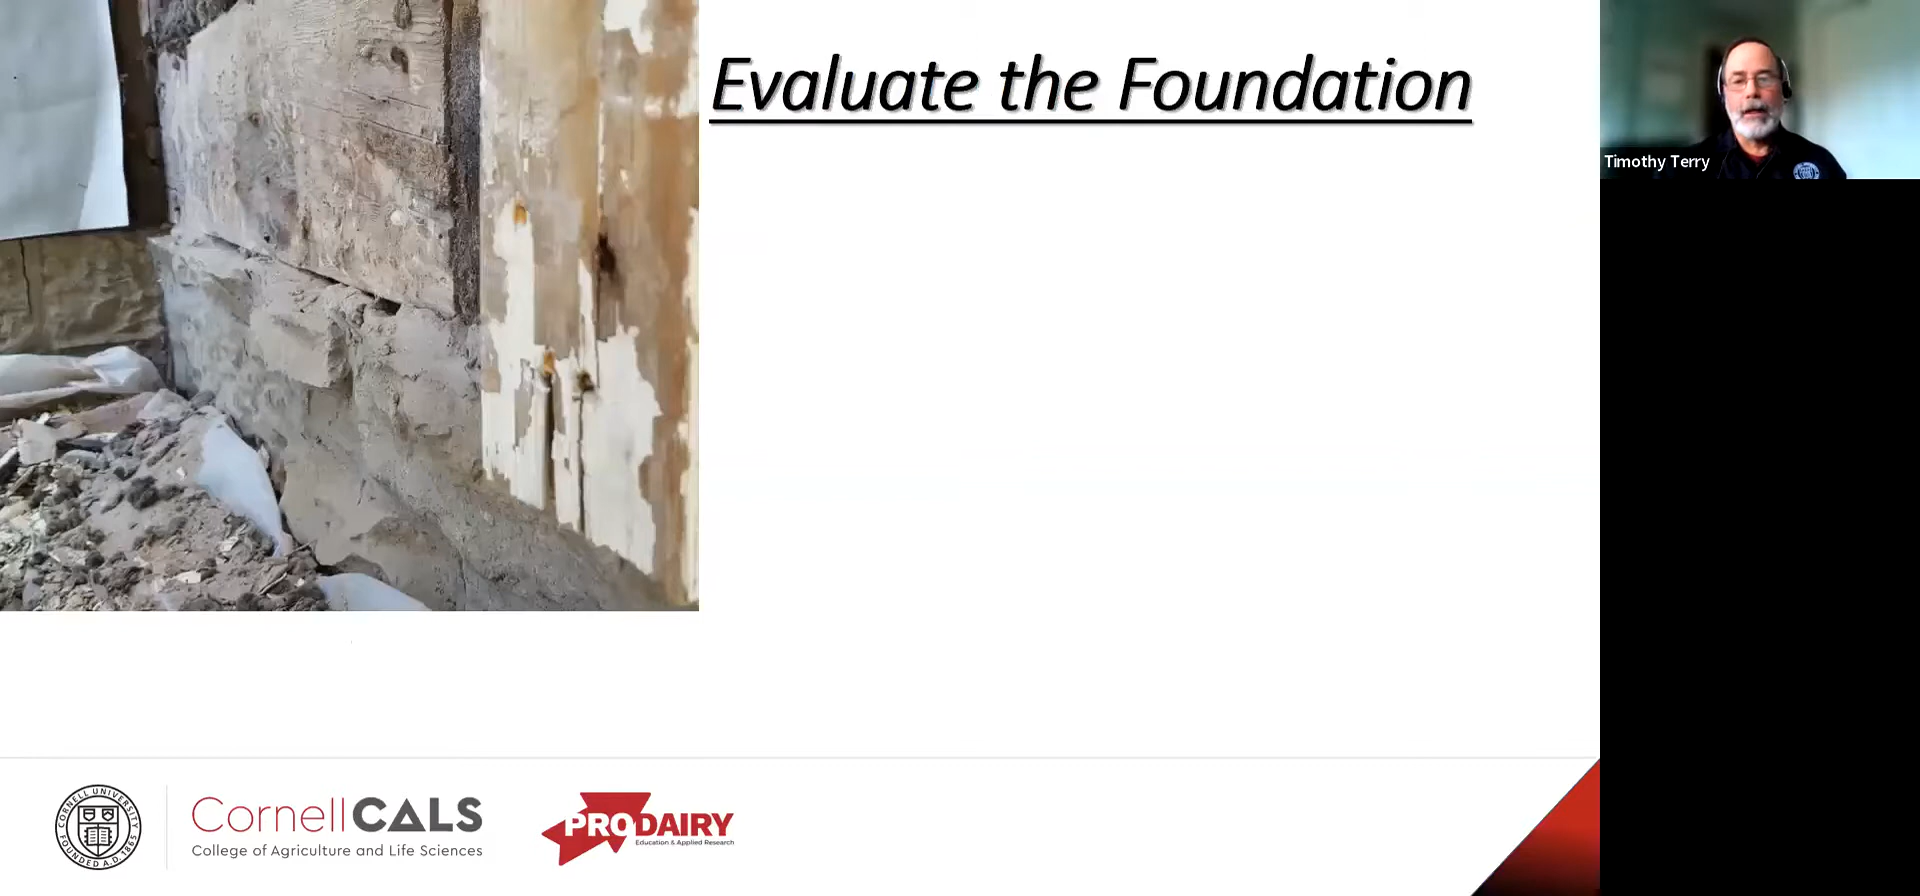 Evaluate the Foundation
Timothy Terry
CORNELL UNIVERSITY
FOUNDED A.D. 1865
CornellCALS
College of Agriculture and Life Sciences
PRODAIRY
Education & Applied Research